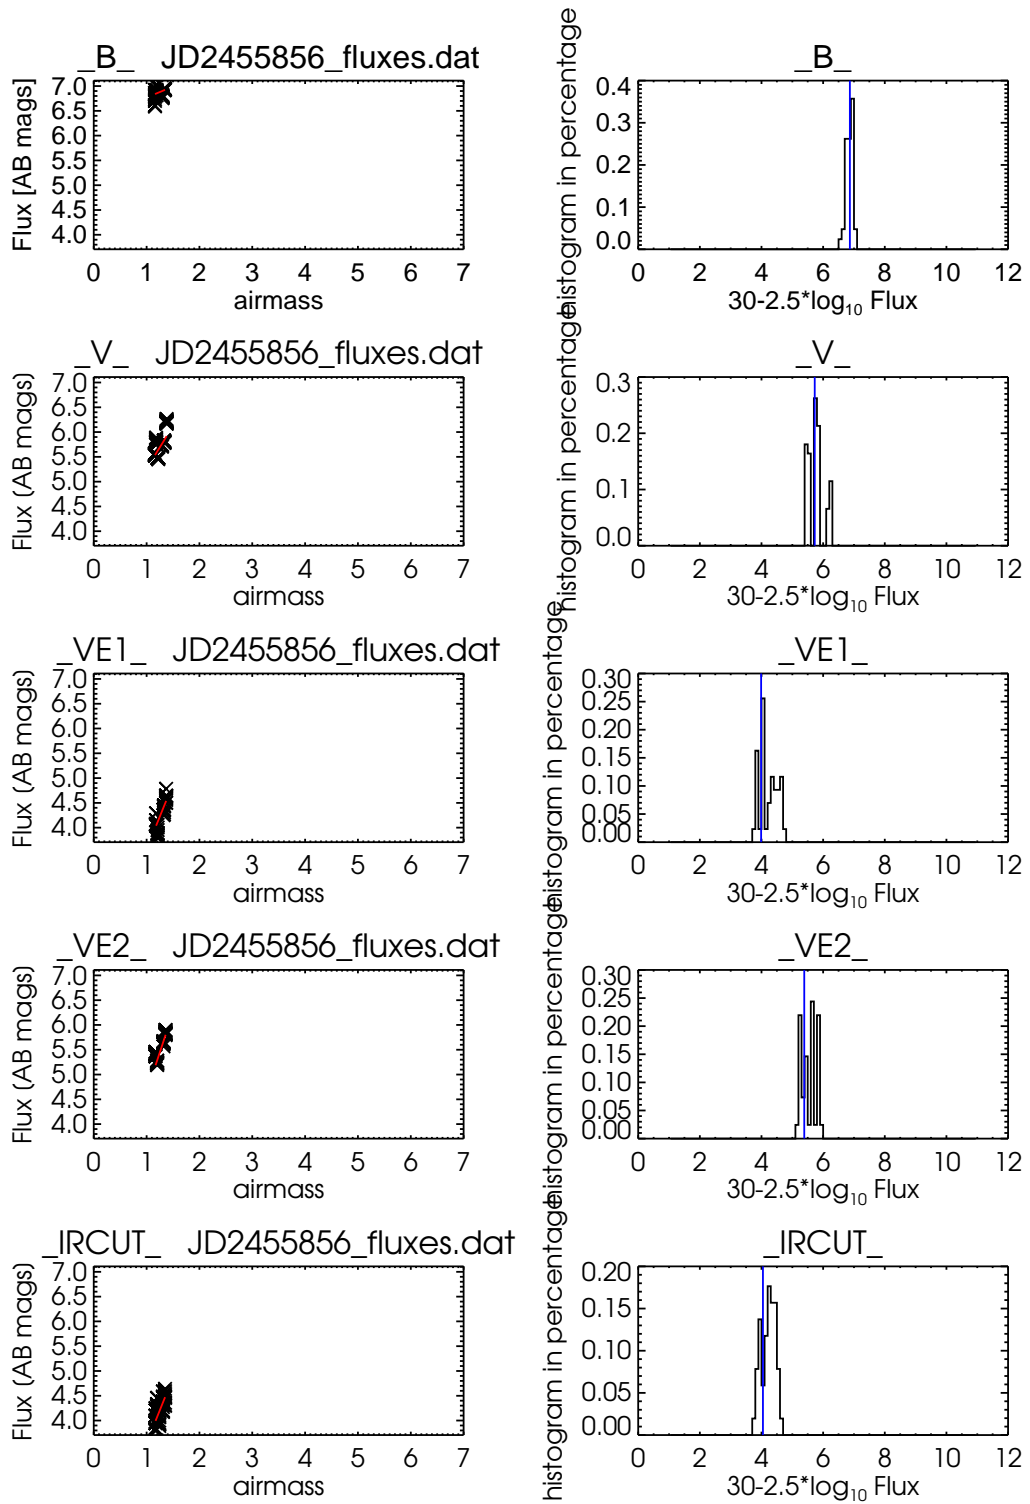 _B_ JD2455856_fluxes.dat
Flux [AB mags]
7.0
6.5
6.0
5.5
5.0
4.5
4.0
0 1 2 3 4 5 6 7
airmass
_B_
histogram in percentage
0.4
0.3
0.2
0.1
0.0
0 2 4 6 8 10 12
30-2.5*log10 Flux
_V_ JD2455856_fluxes.dat
Flux (AB mags)
7.0
6.5
6.0
5.5
5.0
4.5
4.0
0 1 2 3 4 5 6 7
airmass
_V_
histogram in percentage
0.3
0.2
0.1
0.0
0 2 4 6 8 10 12
30-2.5*log10 Flux
_VE1_ JD2455856_fluxes.dat
Flux (AB mags)
7.0
6.5
6.0
5.5
5.0
4.5
4.0
0 1 2 3 4 5 6 7
airmass
_VE1_
histogram in percentage
0.30
0.25
0.20
0.15
0.10
0.05
0.00
0 2 4 6 8 10 12
30-2.5*log10 Flux
_VE2_ JD2455856_fluxes.dat
Flux (AB mags)
7.0
6.5
6.0
5.5
5.0
4.5
4.0
0 1 2 3 4 5 6 7
airmass
_VE2_
histogram in percentage
0.30
0.25
0.20
0.15
0.10
0.05
0.00
0 2 4 6 8 10 12
30-2.5*log10 Flux
_IRCUT_ JD2455856_fluxes.dat
Flux (AB mags)
7.0
6.5
6.0
5.5
5.0
4.5
4.0
0 1 2 3 4 5 6 7
airmass
_IRCUT_
histogram in percentage
0.20
0.15
0.10
0.05
0.00
0 2 4 6 8 10 12
30-2.5*log10 Flux